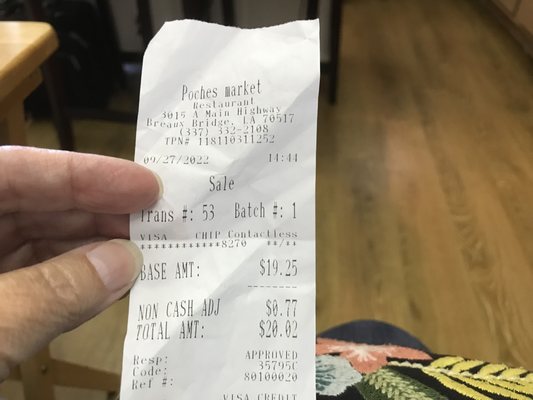 Poches market
Restaurant
3015 A Main Highway
Breaux Bridge, LA 70517
(337) 332-2108
TPN# 118110311252
09/27/2022 14:44
Sale
Trans #: 53 Batch #: 1
VISA CHIP Contactless
************8270 **/**
BASE AMT: $19.25
-------
NON CASH ADJ $0.77
TOTAL AMT: $20.02
Resp: APPROVED
Code: 35795C
Ref #: 80100020
VISA CREDIT